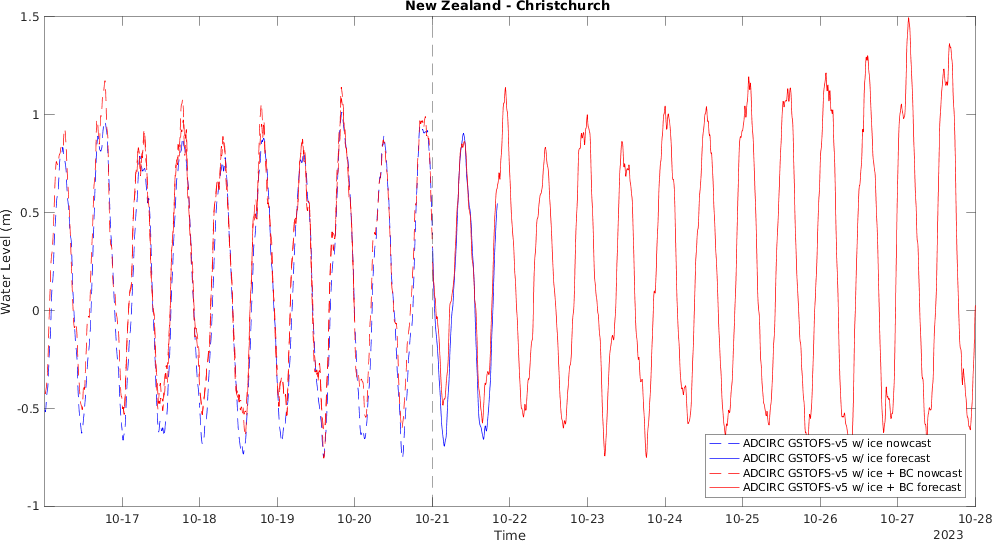 New Zealand - Christchurch
Water Level (m)
1.5
1
0.5
0
-0.5
-1
10-17 10-18 10-19 10-20 10-21 10-22 10-23 10-24 10-25 10-26 10-27 10-28
Time
2023
ADCIRC GSTOFS-v5 w/ ice nowcast
ADCIRC GSTOFS-v5 w/ ice forecast
ADCIRC GSTOFS-v5 w/ ice + BC nowcast
ADCIRC GSTOFS-v5 w/ ice + BC forecast